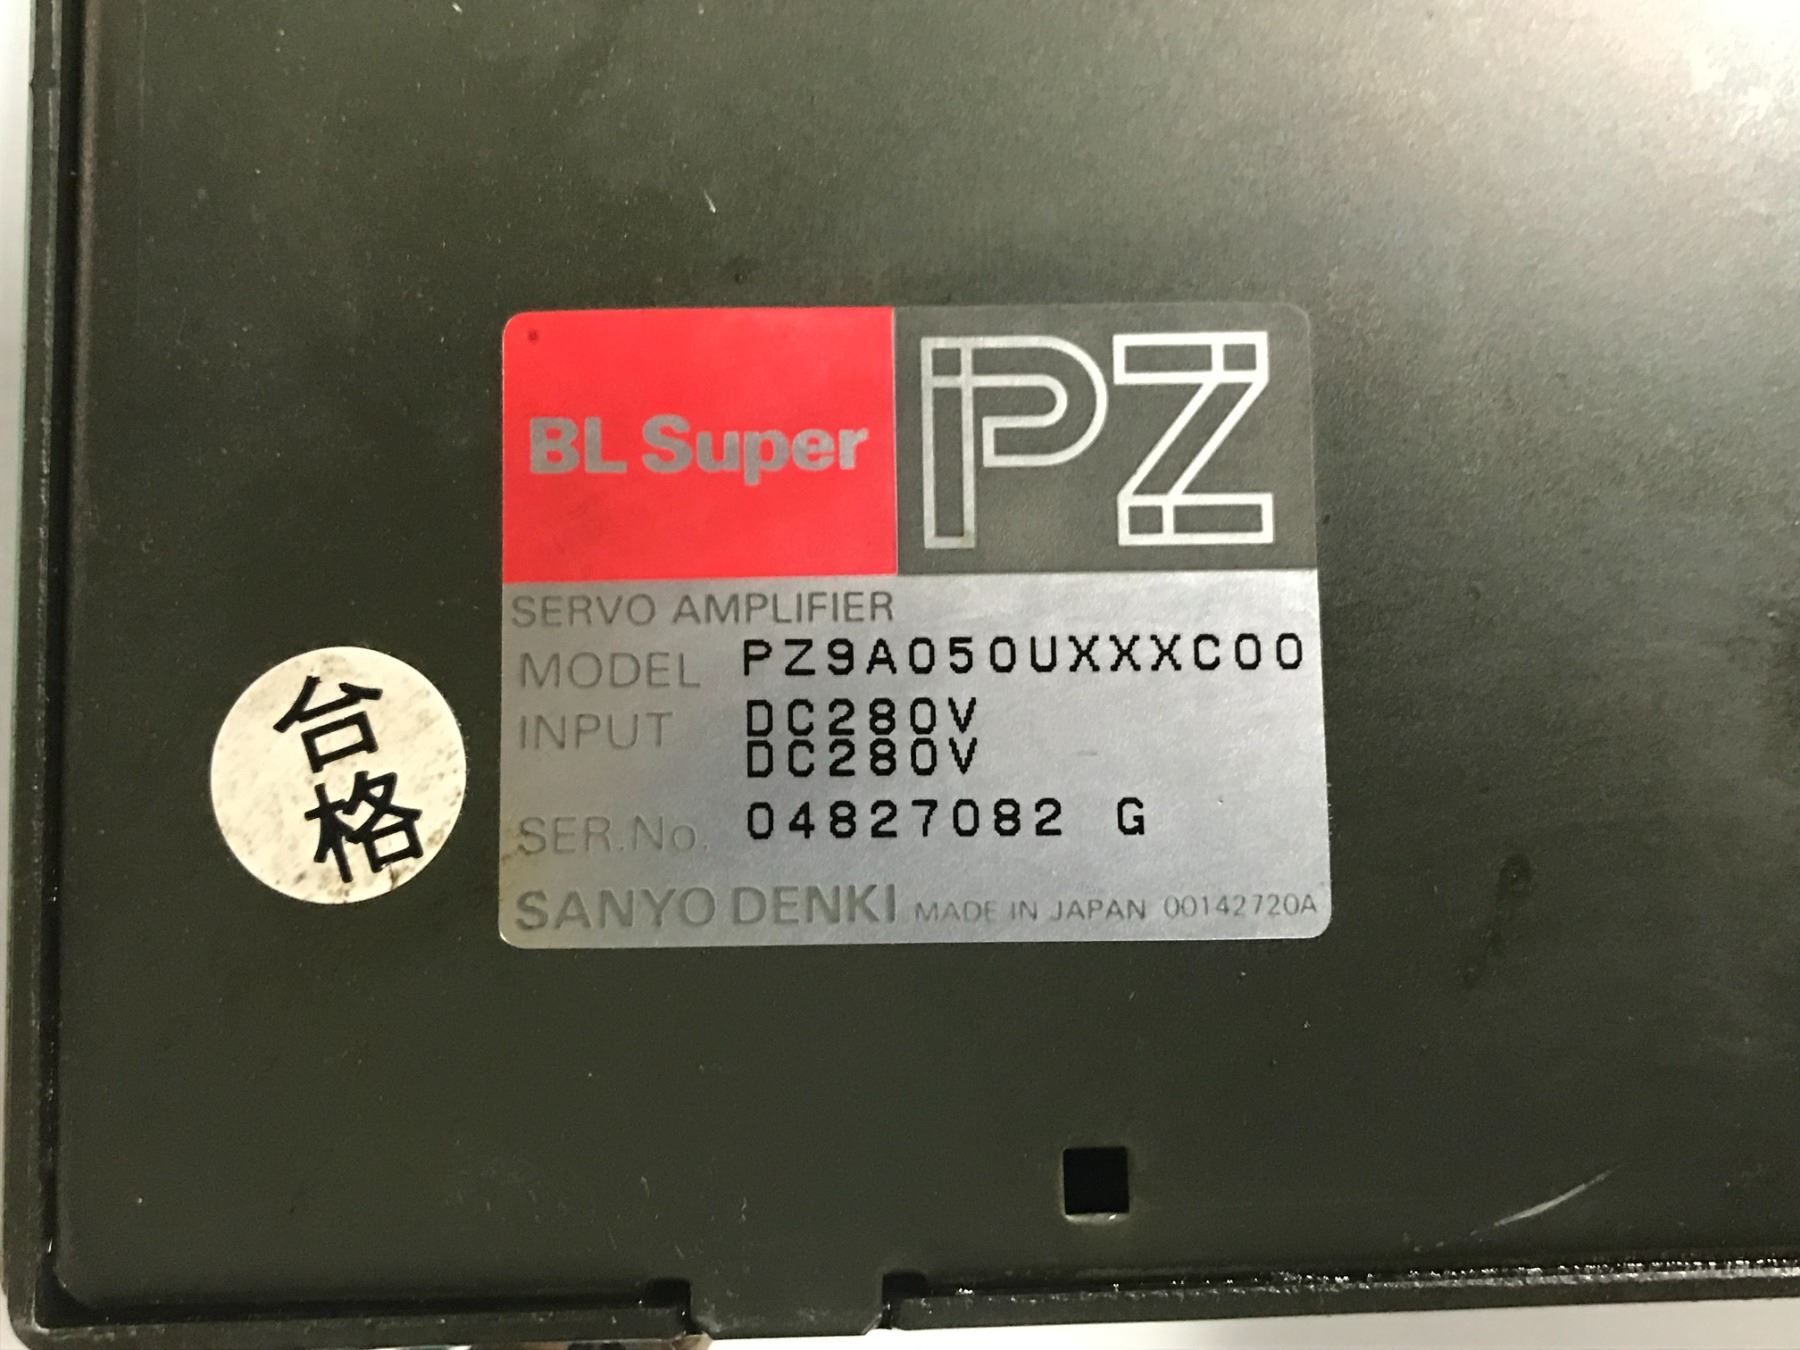 BL Super
PZ
SERVO AMPLIFIER
MODEL PZ9A050UXXXC00
INPUT DC280V
DC280V
SER.No. 04827082 G
SANYO DENKI MADE IN JAPAN 00142720A
台
格